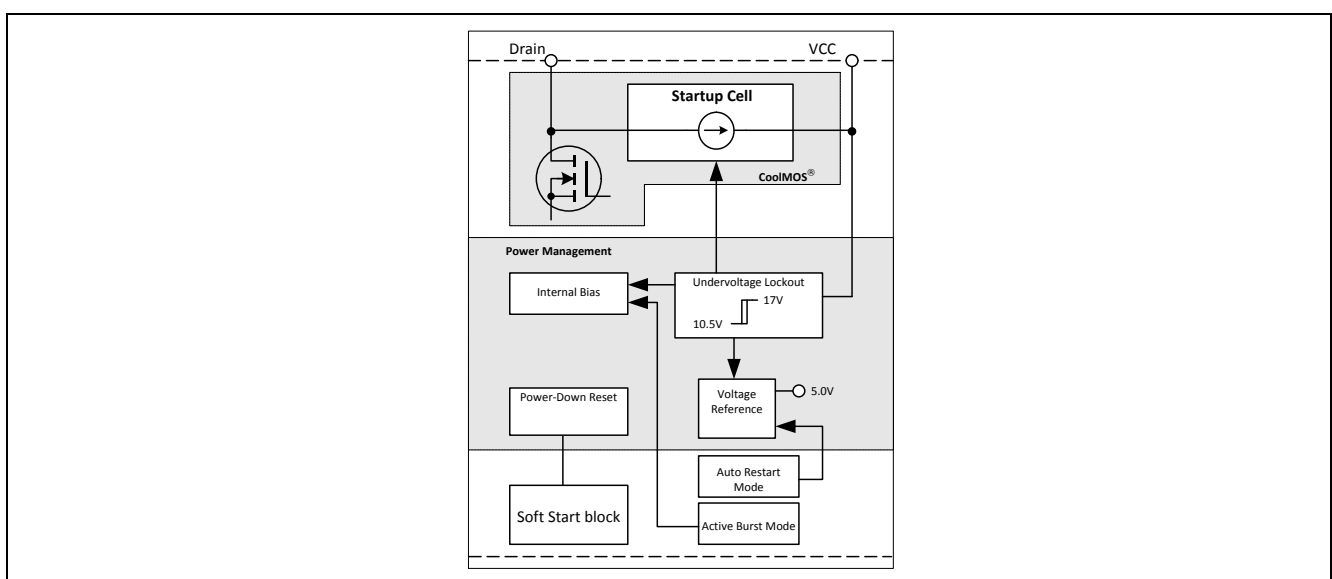 Drain
VCC
Startup Cell
CoolMOS®
Power Management
Internal Bias
Undervoltage Lockout
17V
10.5V
Power-Down Reset
Voltage
Reference
5.0V
Auto Restart
Mode
Soft Start block
Active Burst Mode